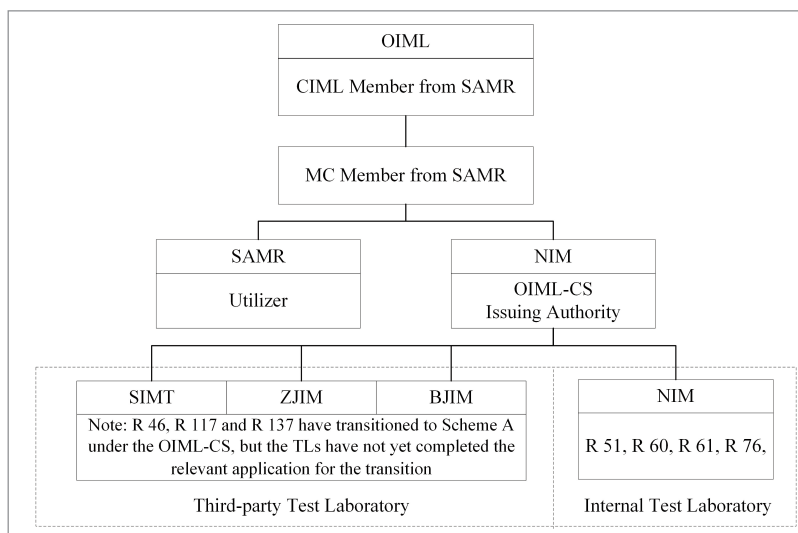 OIML
CIML Member from SAMR
MC Member from SAMR
SAMR
Utilizer
NIM
OIML-CS
Issuing Authority
SIMT
ZJIM
BJIM
Note: R 46, R 117 and R 137 have transitioned to Scheme A
under the OIML-CS, but the TLs have not yet completed the
relevant application for the transition
Third-party Test Laboratory
NIM
R 51, R 60, R 61, R 76,
Internal Test Laboratory